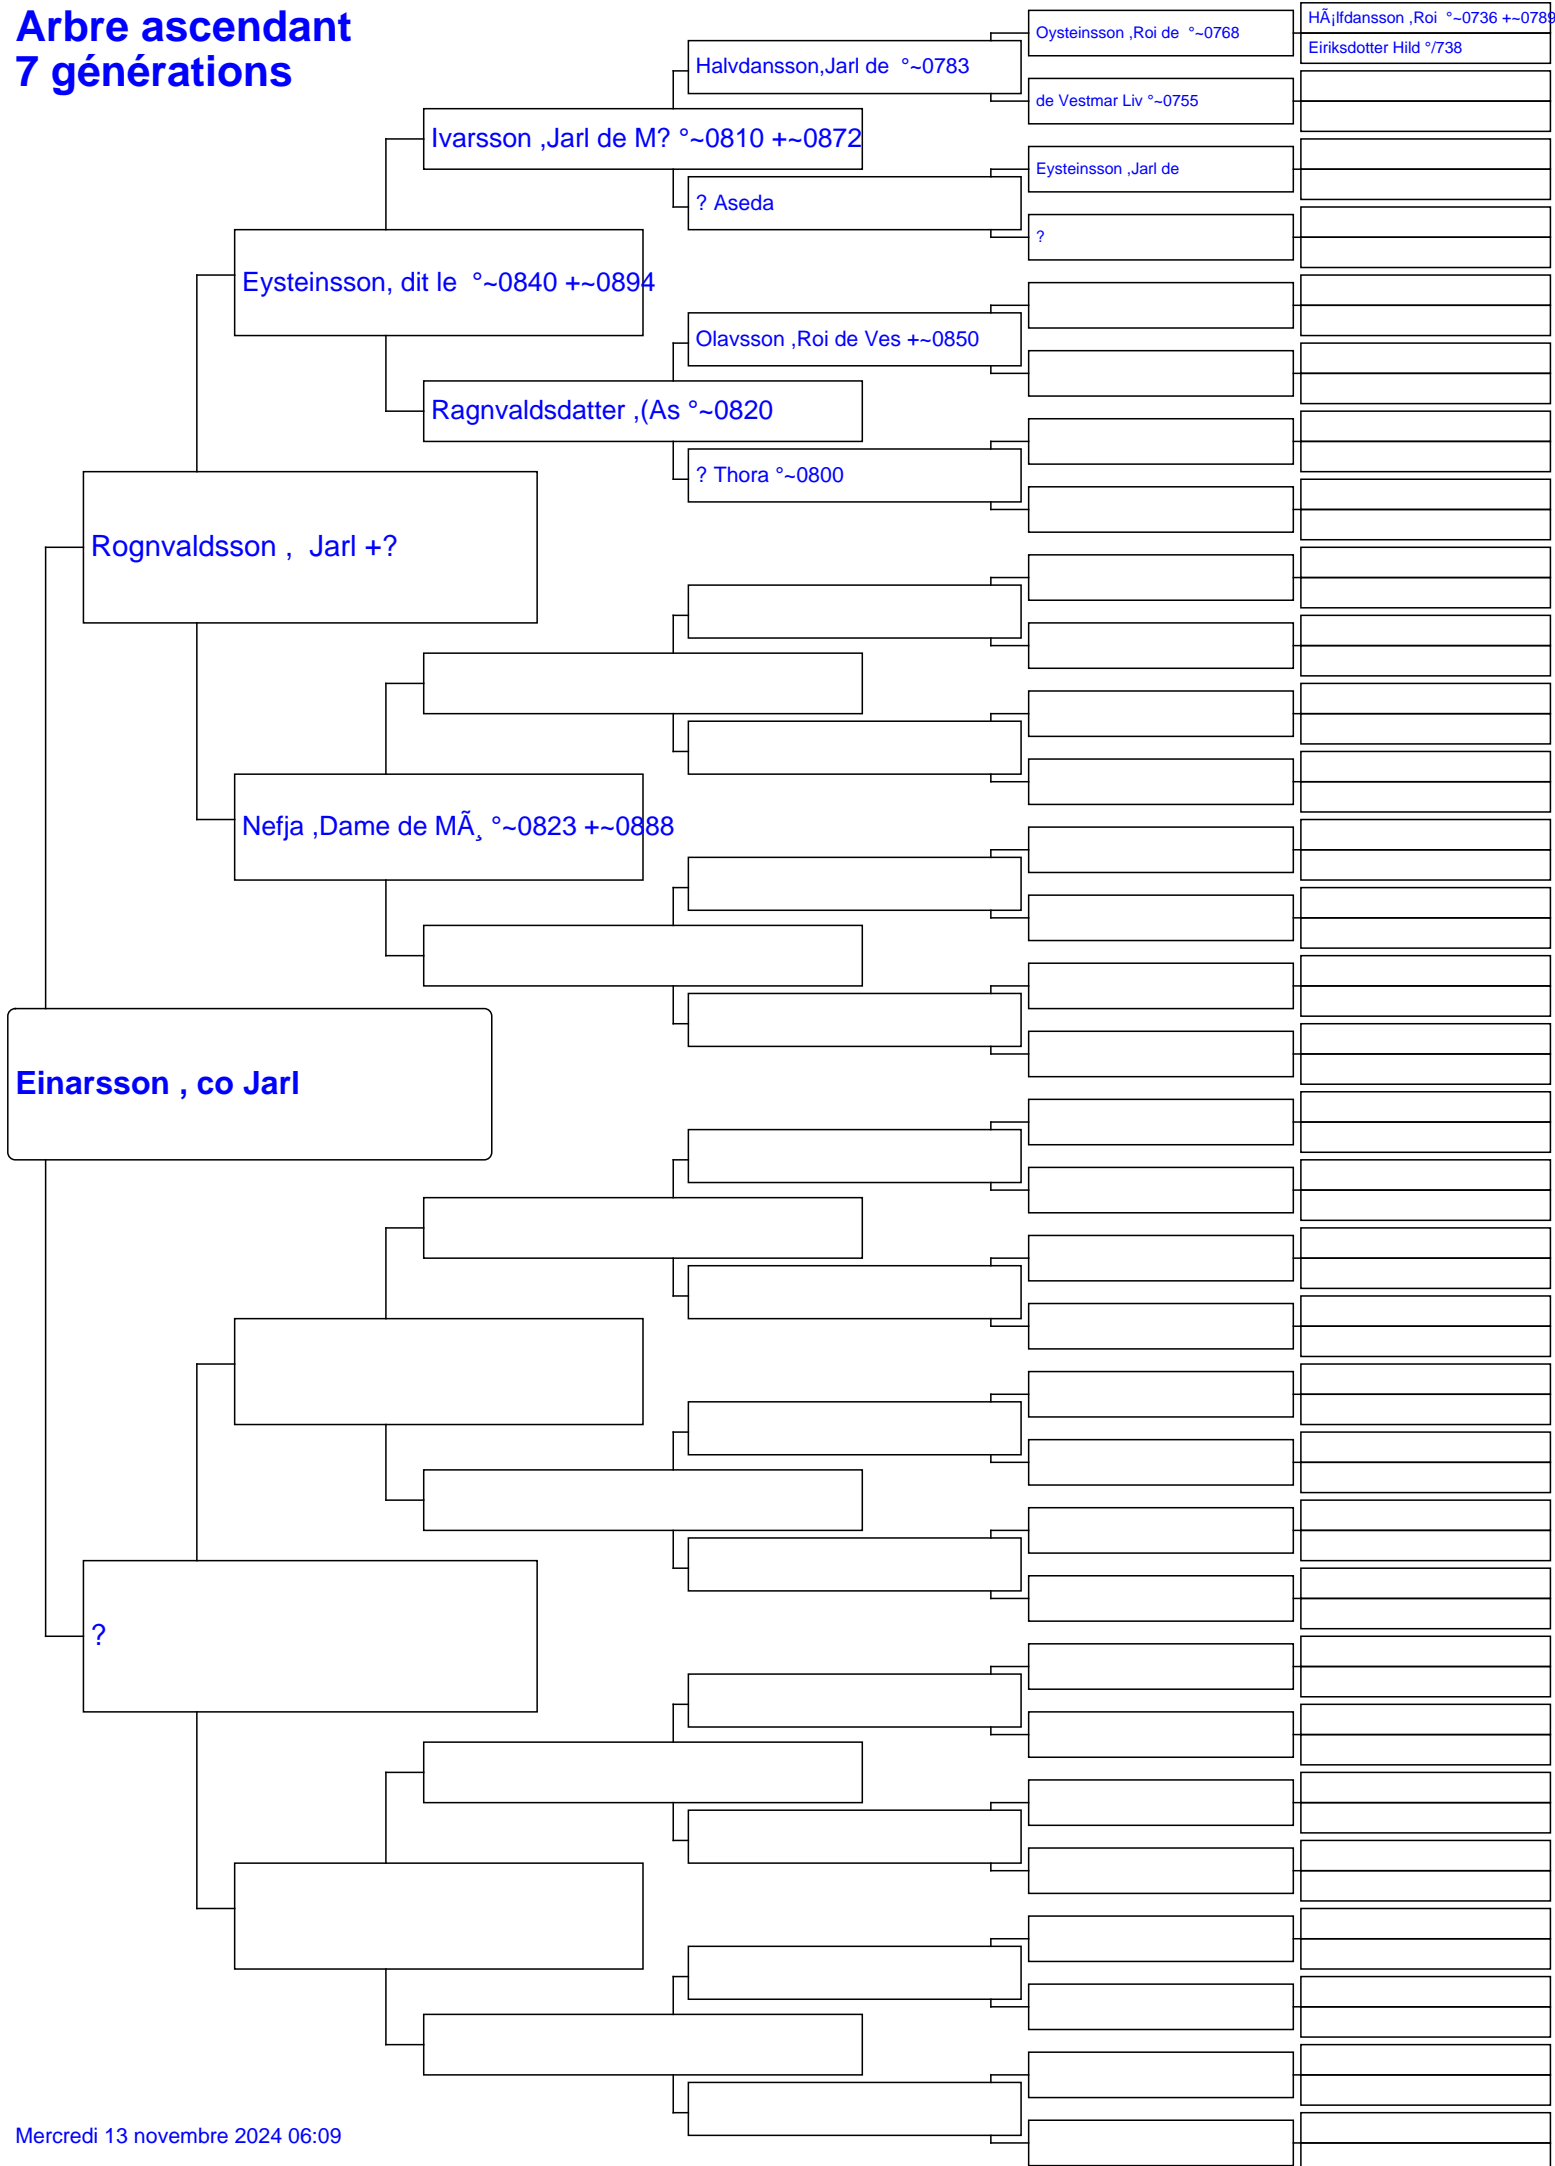 Arbre ascendant
7 générations
HÃ¡lfdansson ,Roi °~0736 +~0789
Oysteinsson ,Roi de °~0768
Eiriksdotter Hild °/738
Halvdansson,Jarl de °~0783
de Vestmar Liv °~0755
Ivarsson ,Jarl de M? °~0810 +~0872
Eysteinsson ,Jarl de
? Aseda
?
Eysteinsson, dit le °~0840 +~0894
Olavsson ,Roi de Ves +~0850
Ragnvaldsdatter ,(As °~0820
? Thora °~0800
Rognvaldsson , Jarl +?
Nefja ,Dame de MÃ¸ °~0823 +~0888
Einarsson , co Jarl
?
Mercredi 13 novembre 2024 06:09